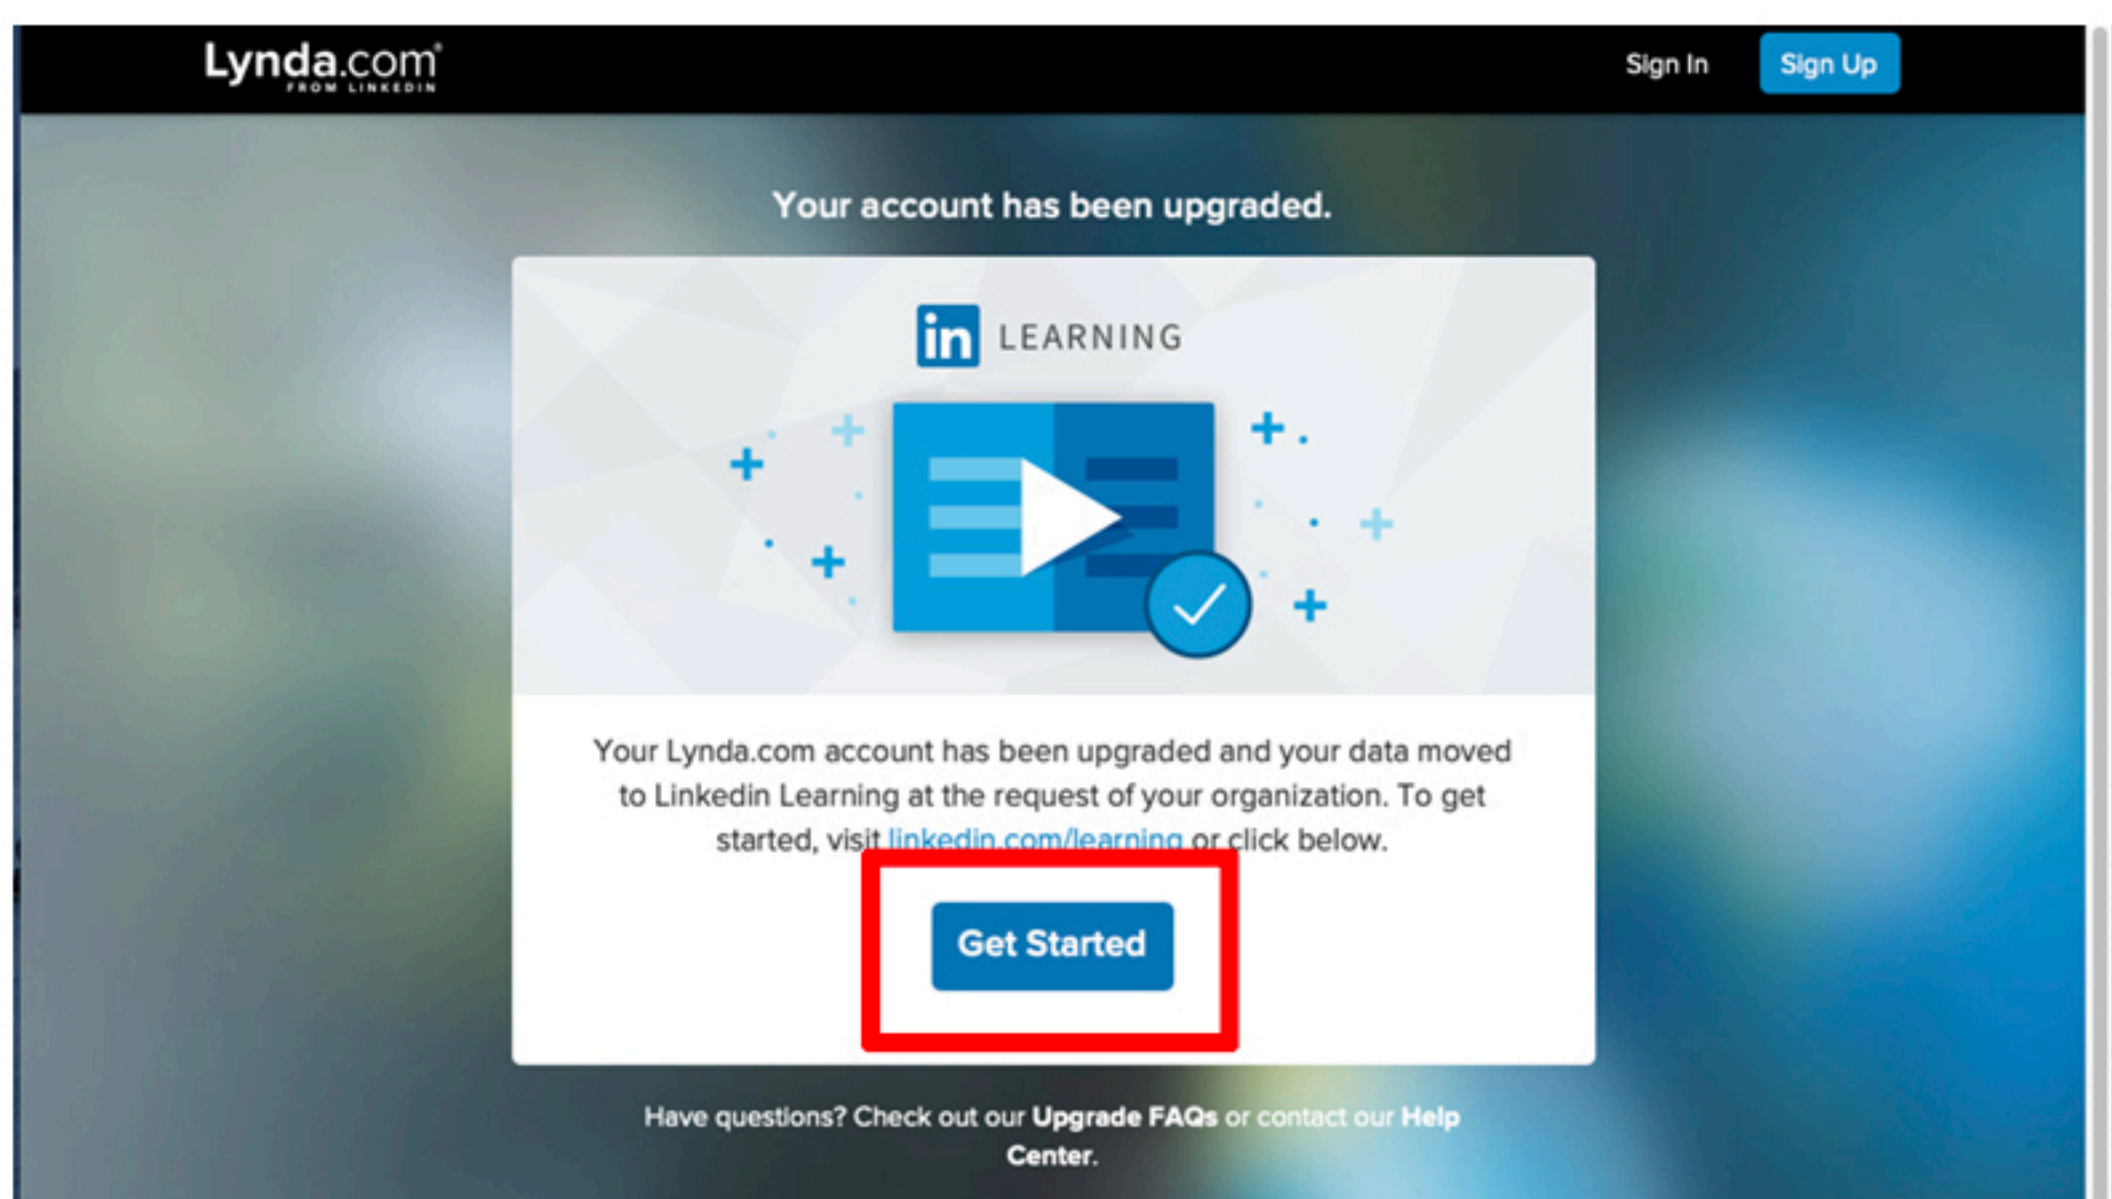 Lynda.com®
FROM LINKEDIN
Sign In
Sign Up
Your account has been upgraded.
in LEARNING
Your Lynda.com account has been upgraded and your data moved
to Linkedin Learning at the request of your organization. To get
started, visit linkedin.com/learning or click below.
Get Started
Have questions? Check out our Upgrade FAQs or contact our Help
Center.